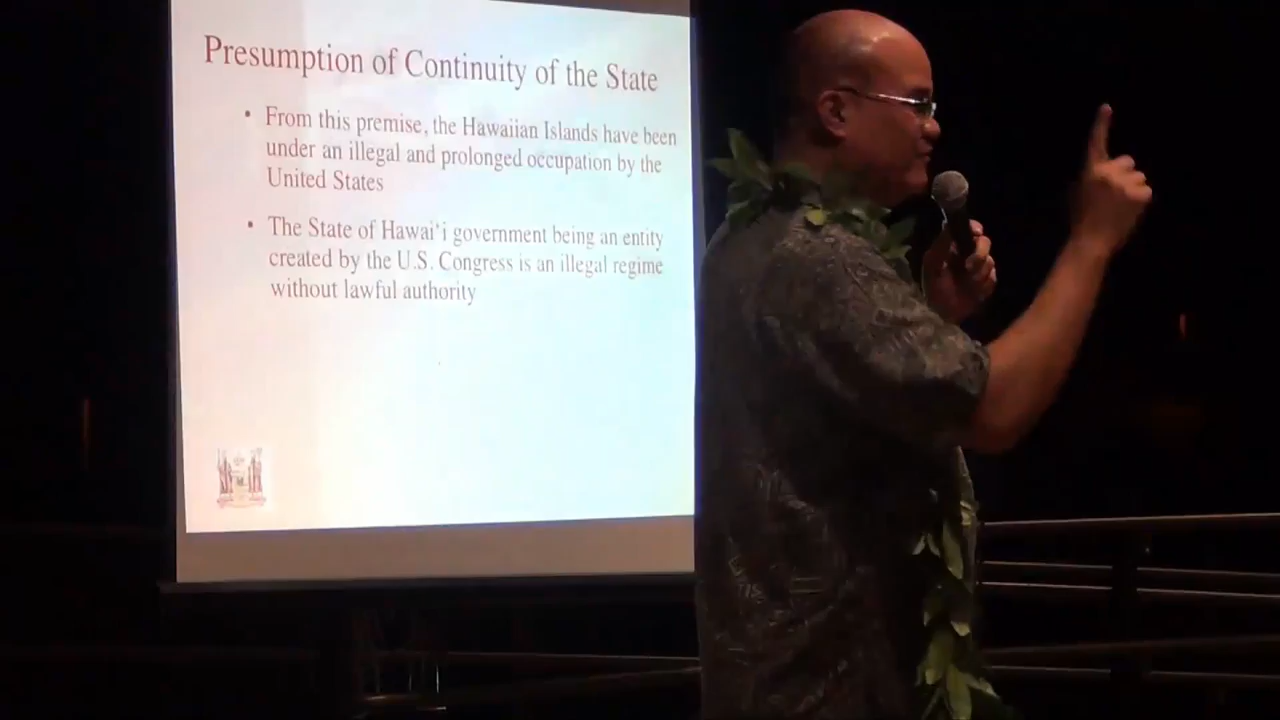 Presumption of Continuity of the State
• From this premise, the Hawaiian Islands have been
under an illegal and prolonged occupation by the
United States
• The State of Hawaiʻi government being an entity
created by the U.S. Congress is an illegal regime
without lawful authority